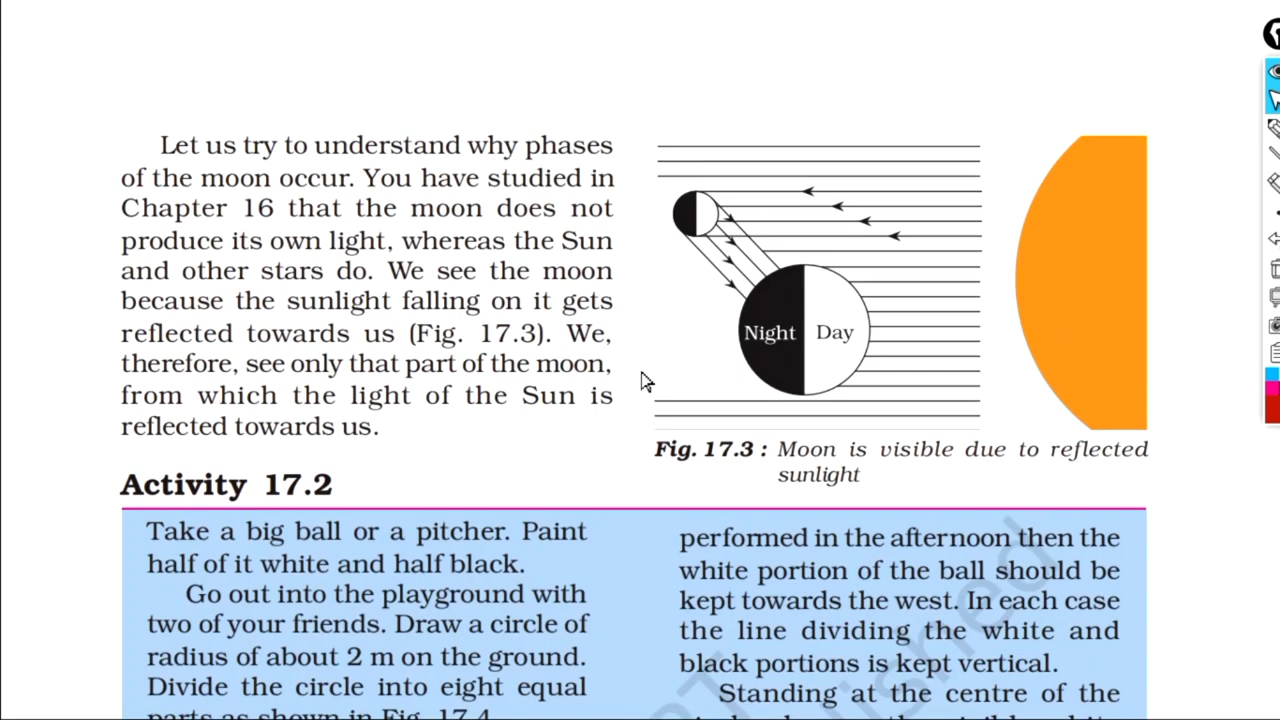 Let us try to understand why phases
of the moon occur. You have studied in
Chapter 16 that the moon does not
produce its own light, whereas the Sun
and other stars do. We see the moon
because the sunlight falling on it gets
reflected towards us (Fig. 17.3). We,
therefore, see only that part of the moon,
from which the light of the Sun is
reflected towards us.
Night Day
Fig. 17.3 : Moon is visible due to reflected
sunlight
Activity 17.2
Take a big ball or a pitcher. Paint
half of it white and half black.
Go out into the playground with
two of your friends. Draw a circle of
radius of about 2 m on the ground.
Divide the circle into eight equal
parts as shown in Fig. 17.4
performed in the afternoon then the
white portion of the ball should be
kept towards the west. In each case
the line dividing the white and
black portions is kept vertical.
Standing at the centre of the